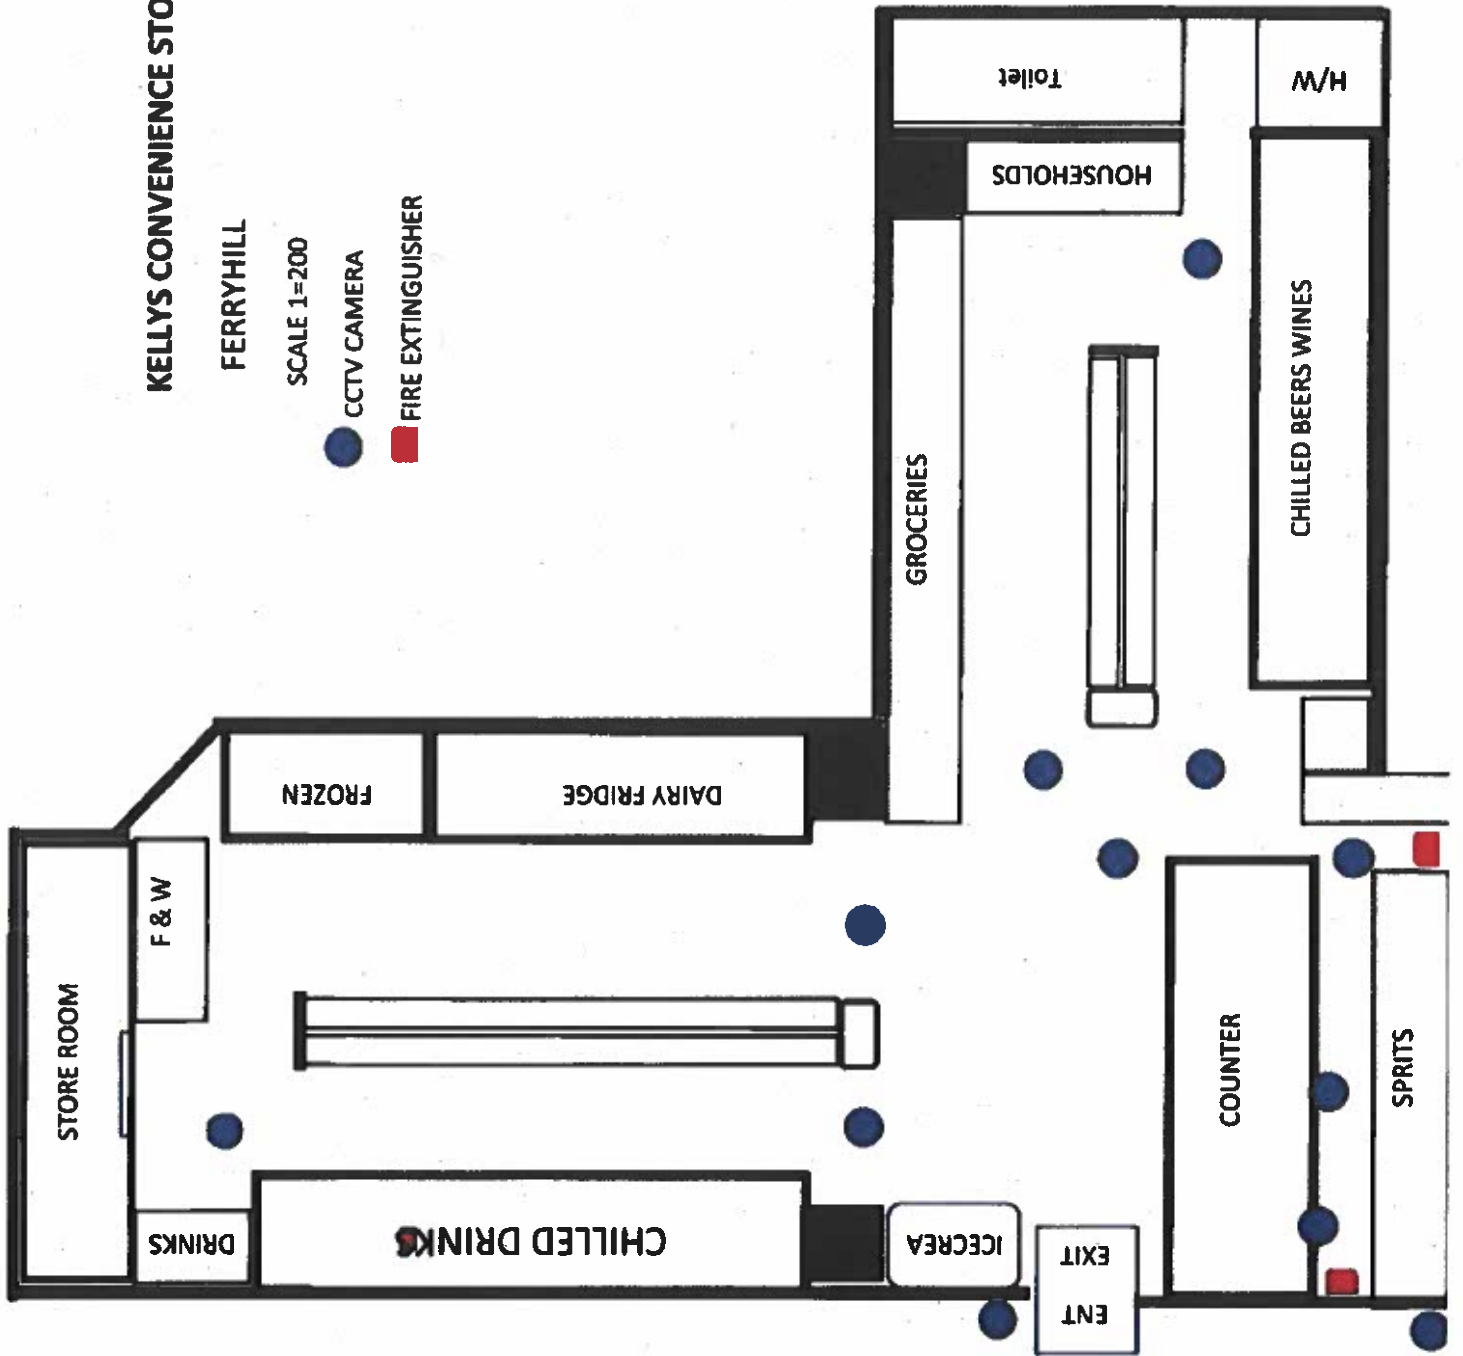 KELLYS CONVENIENCE STO
FERRYHILL
SCALE 1=200
CCTV CAMERA
FIRE EXTINGUISHER
Toilet
H/W
HOUSEHOLDS
GROCERIES
CHILLED BEERS WINES
FROZEN
DAIRY FRIDGE
F & W
STORE ROOM
DRINKS
CHILLED DRINKS
ICECREA
EXIT
ENT
COUNTER
SPRITS